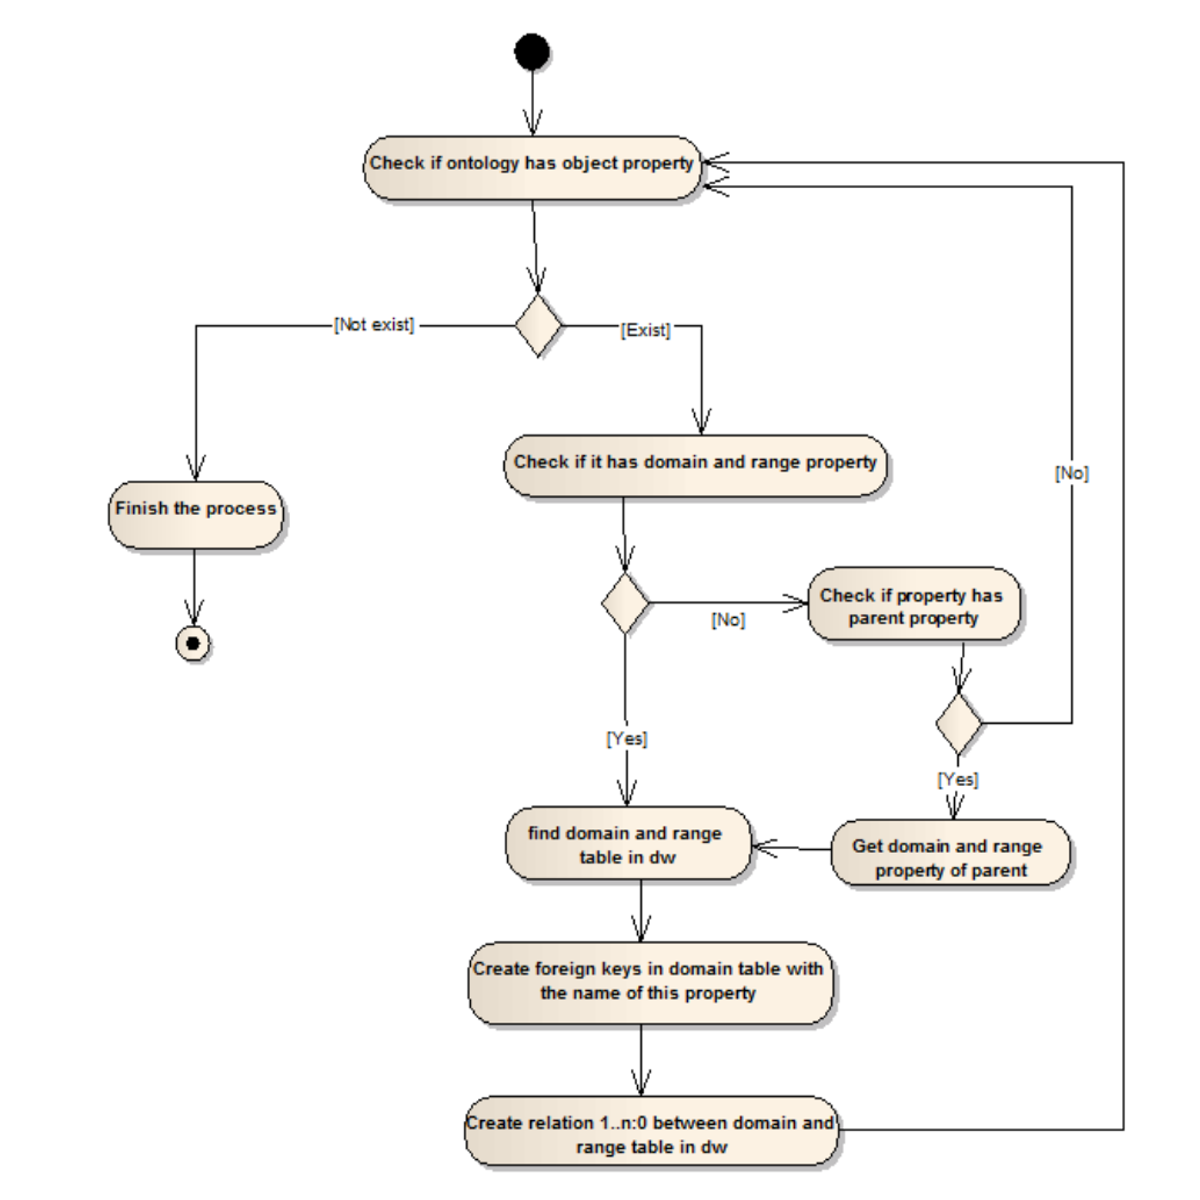 Check if ontology has object property
[Not exist]
[Exist]
Check if it has domain and range property
[No]
Finish the process
Check if property has
parent property
[No]
[Yes]
[Yes]
find domain and range
table in dw
Get domain and range
property of parent
Create foreign keys in domain table with
the name of this property
Create relation 1..n:0 between domain and
range table in dw